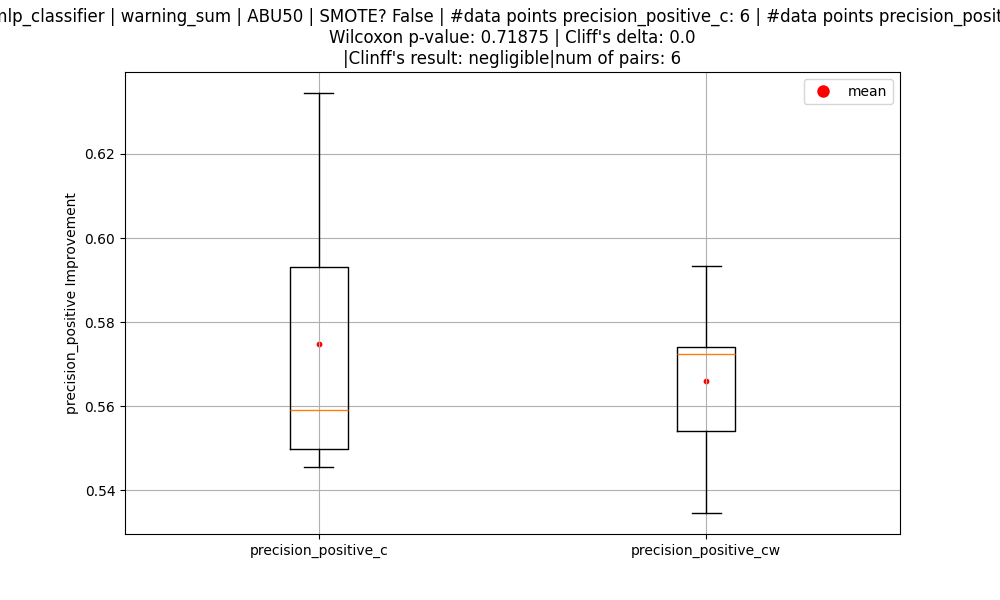 mlp_classifier | warning_sum | ABU50 | SMOTE? False | #data points precision_positive_c: 6 | #data points
Wilcoxon p-value: 0.71875 | Cliff's delta: 0.0
|Clinff's result: negligible|num of pairs: 6
mean
0.62
0.60
0.58
0.56
0.54
precision_positive Improvement
precision_positive_c
precision_positive_cw